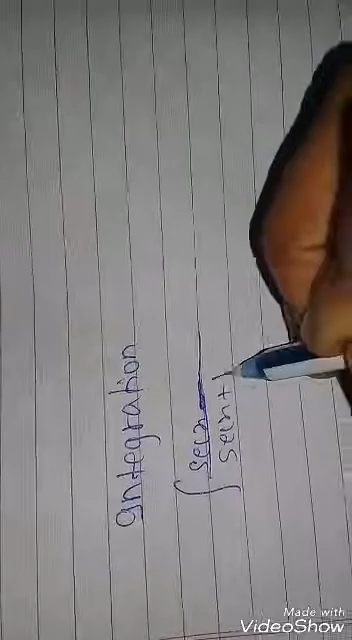 Integration
∫ secx
secx +
Made with
VideoShow